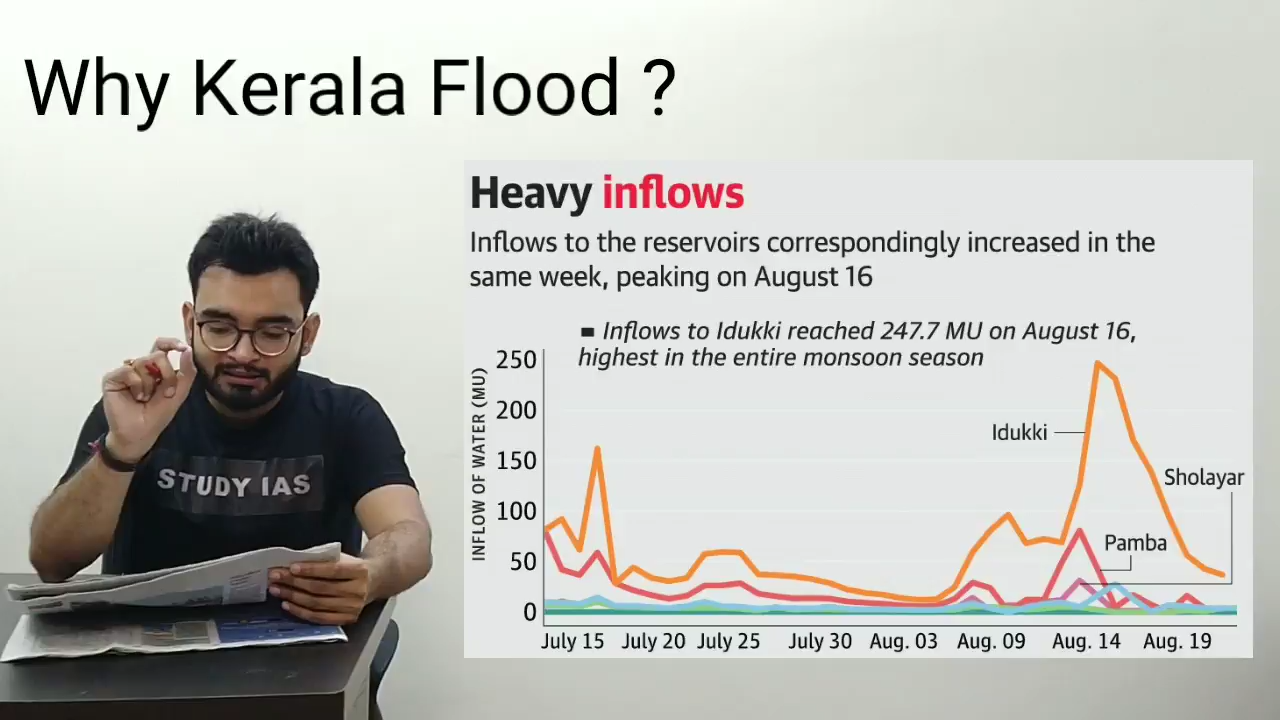 Why Kerala Flood ?
Heavy inflows
Inflows to the reservoirs correspondingly increased in the
same week, peaking on August 16
Inflows to Idukki reached 247.7 MU on August 16,
highest in the entire monsoon season
INFLOW OF WATER (MU)
250
200
150
100
50
0
Idukki
Sholayar
Pamba
July 15 July 20 July 25 July 30 Aug. 03 Aug. 09 Aug. 14 Aug. 19
STUDY IAS